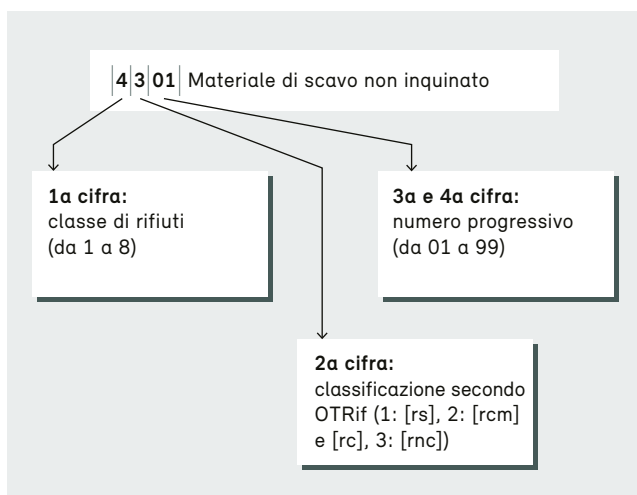 4 3 01 Materiale di scavo non inquinato
1a cifra:
classe di rifiuti
(da 1 a 8)
3a e 4a cifra:
numero progressivo
(da 01 a 99)
2a cifra:
classificazione secondo
OTRif (1: [rs], 2: [rcm]
e [rc], 3: [rnc])